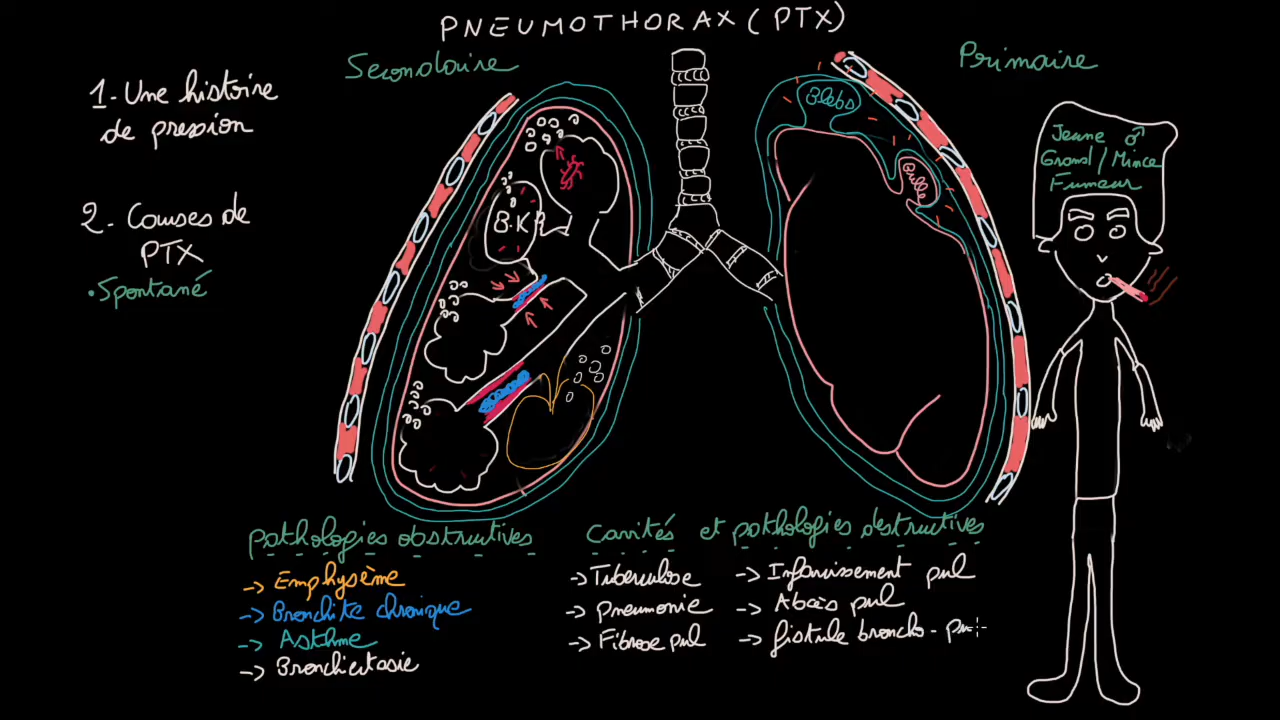 PNEUMOTHORAX (PTX)
Secondaire
Primaire
1. Une histoire
de pression
2. Causes de
PTX
• Spontané
Blebs
Bulle
B.K
Jeune ♂
Grand / Mince
Fumeur
pathologies obstructives
-> Emphysème
-> Bronchite chronique
-> Asthme
-> Bronchiectasie
Cavités et pathologies destructives
-> Tuberculose
-> Pneumonie
-> Fibrose pul
-> Infarcissement pul
-> Abcès pul
-> fistule broncho-